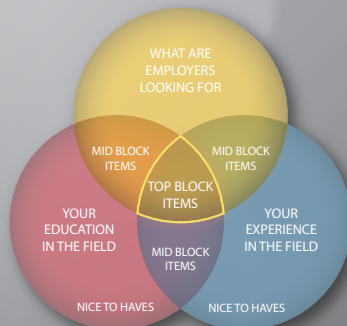 WHAT ARE
EMPLOYERS
LOOKING FOR
MID BLOCK
ITEMS
MID BLOCK
ITEMS
TOP BLOCK
ITEMS
YOUR
EDUCATION
IN THE FIELD
YOUR
EXPERIENCE
IN THE FIELD
MID BLOCK
ITEMS
NICE TO HAVES
NICE TO HAVES